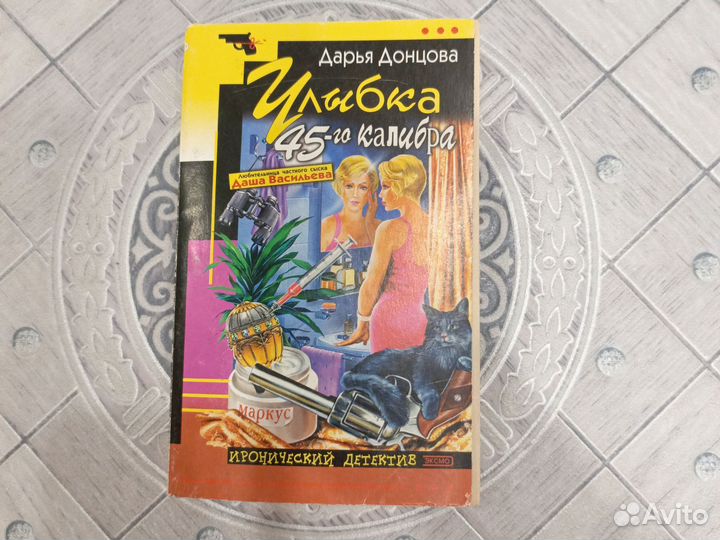 Дарья Донцова
Улыбка
45-го калибра
Любительница частного сыска
Даша Васильева
Маркус
ИРОНИЧЕСКИЙ ДЕТЕКТИВ
ЭКСМО
Avito